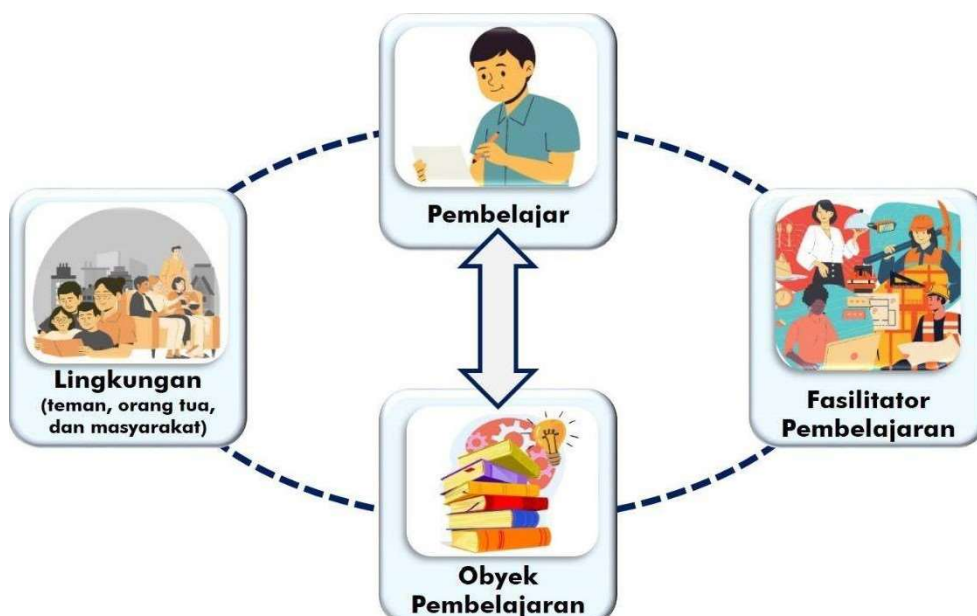 Pembelajar
Lingkungan
(teman, orang tua,
dan masyarakat)
Fasilitator
Pembelajaran
Obyek
Pembelajaran